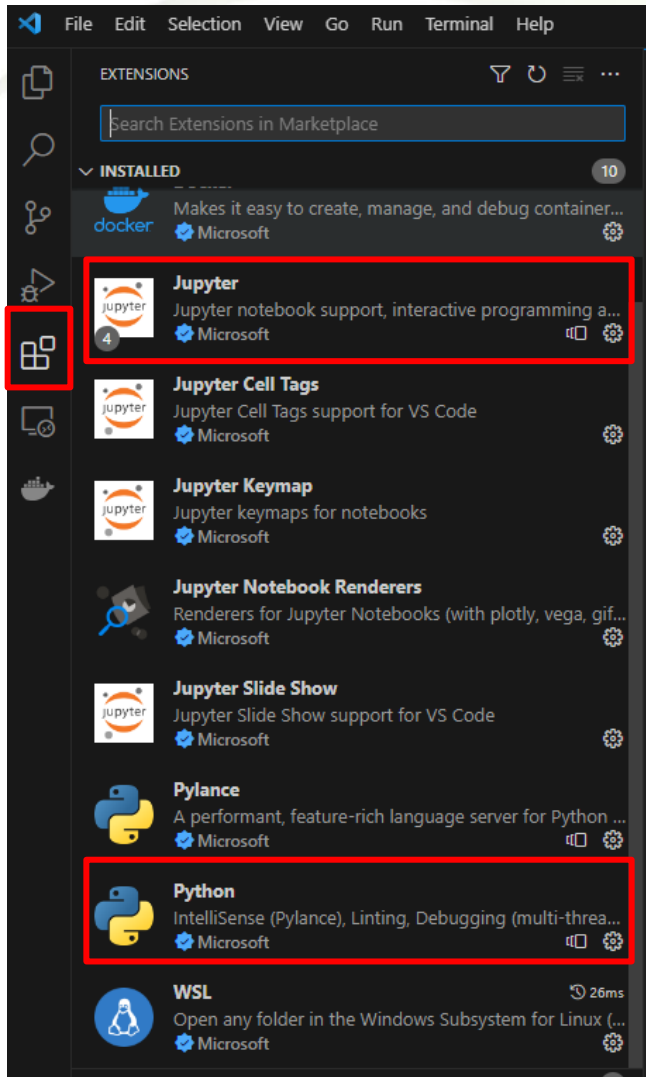 File Edit Selection View Go Run Terminal Help
EXTENSIONS
Search Extensions in Marketplace
INSTALLED 10
docker
Makes it easy to create, manage, and debug container...
Microsoft
Jupyter
jupyter
Jupyter notebook support, interactive programming a...
4
Microsoft
Jupyter Cell Tags
jupyter
Jupyter Cell Tags support for VS Code
Microsoft
Jupyter Keymap
jupyter
Jupyter keymaps for notebooks
Microsoft
Jupyter Notebook Renderers
Renderers for Jupyter Notebooks (with plotly, vega, gif...
Microsoft
Jupyter Slide Show
jupyter
Jupyter Slide Show support for VS Code
Microsoft
Pylance
A performant, feature-rich language server for Python ...
Microsoft
Python
IntelliSense (Pylance), Linting, Debugging (multi-threa...
Microsoft
WSL 26ms
Open any folder in the Windows Subsystem for Linux (...
Microsoft